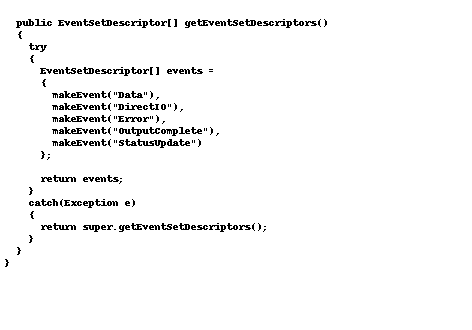 public EventSetDescriptor[] getEventSetDescriptors()
{
try
{
EventSetDescriptor[] events =
{
makeEvent("Data"),
makeEvent("DirectIO"),
makeEvent("Error"),
makeEvent("OutputComplete"),
makeEvent("StatusUpdate")
};
return events;
}
catch(Exception e)
{
return super.getEventSetDescriptors();
}
}
}